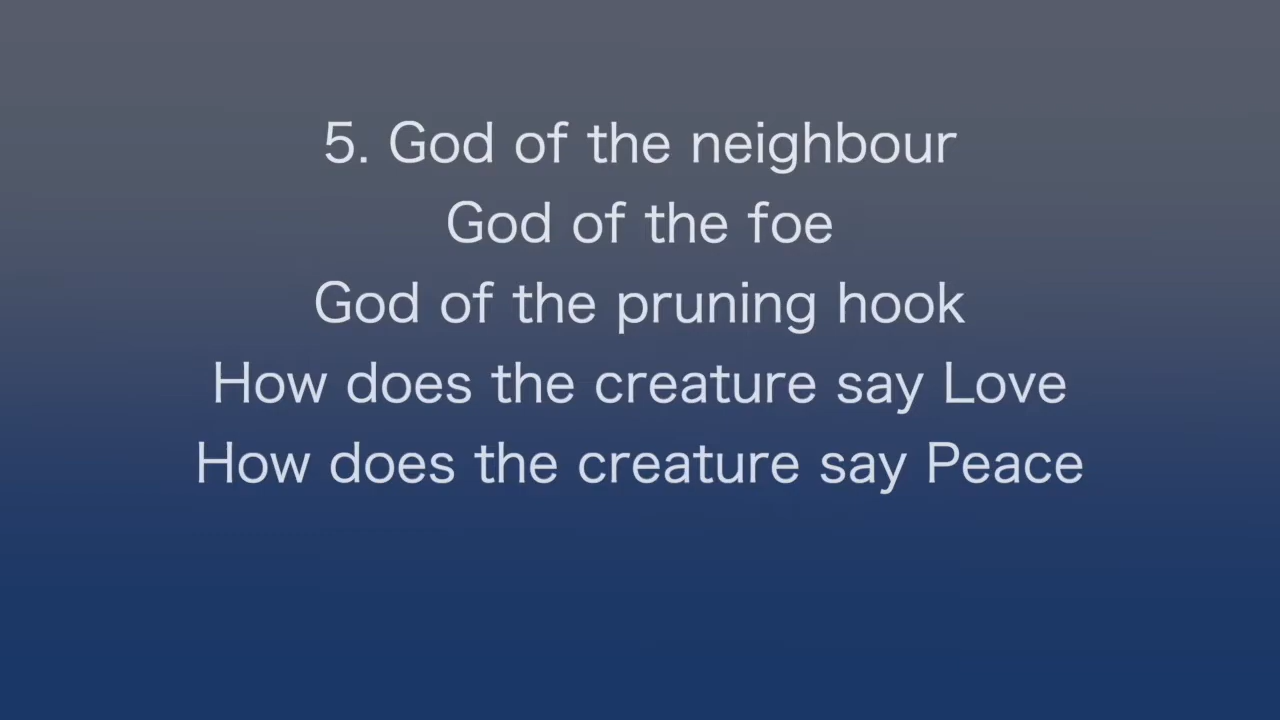 5. God of the neighbour
God of the foe
God of the pruning hook
How does the creature say Love
How does the creature say Peace